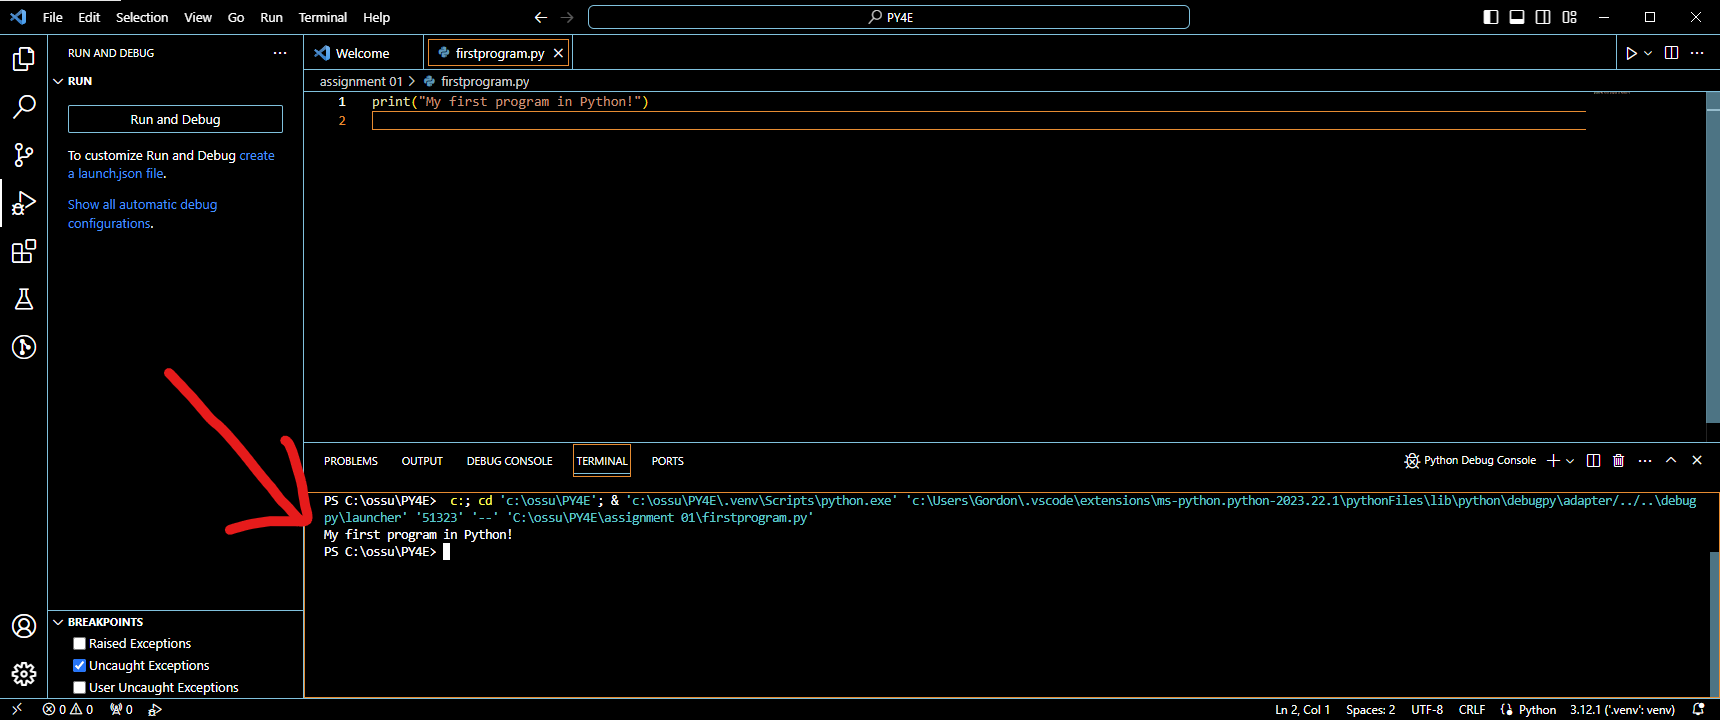 File Edit Selection View Go Run Terminal Help
PY4E
RUN AND DEBUG
RUN
Run and Debug
To customize Run and Debug create
a launch.json file.
Show all automatic debug
configurations.
Welcome
firstprogram.py
assignment 01 > firstprogram.py
1 print("My first program in Python!")
2
PROBLEMS OUTPUT DEBUG CONSOLE TERMINAL PORTS
Python Debug Console
PS C:\ossu\PY4E>  c:; cd 'c:\ossu\PY4E'; & 'c:\ossu\PY4E\.venv\Scripts\python.exe' 'c:\Users\Gordon\.vscode\extensions\ms-python.python-2023.22.1\pythonFiles\lib\python\debugpy\adapter/../..\debug
py\launcher' '51323' '--' 'C:\ossu\PY4E\assignment 01\firstprogram.py'
My first program in Python!
PS C:\ossu\PY4E>
BREAKPOINTS
Raised Exceptions
Uncaught Exceptions
User Uncaught Exceptions
0 0 0
Ln 2, Col 1 Spaces: 2 UTF-8 CRLF Python 3.12.1 ('.venv': venv)